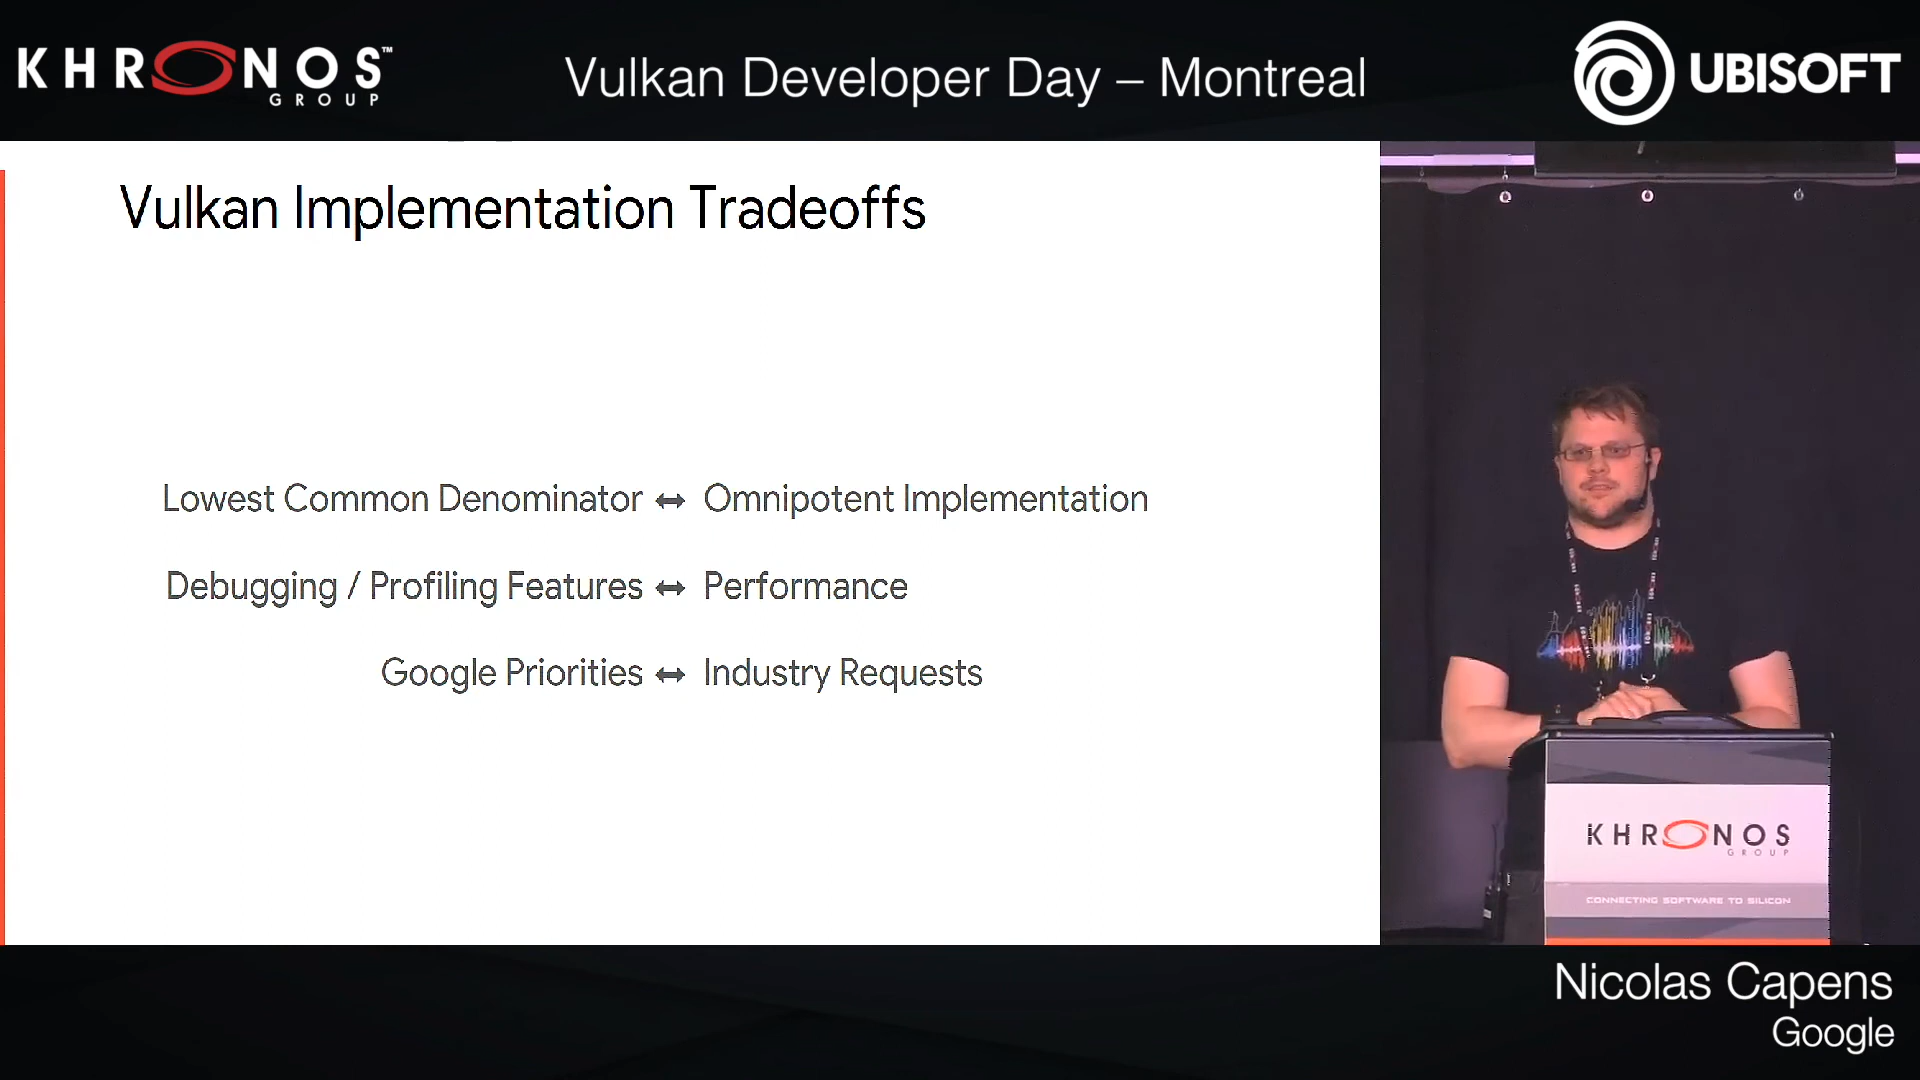 KHRONOS™
GROUP
Vulkan Developer Day – Montreal
UBISOFT
Vulkan Implementation Tradeoffs
Lowest Common Denominator ⬌ Omnipotent Implementation
Debugging / Profiling Features ⬌ Performance
Google Priorities ⬌ Industry Requests
KHRONOS
GROUP
CONNECTING SOFTWARE TO SILICON
Nicolas Capens
Google